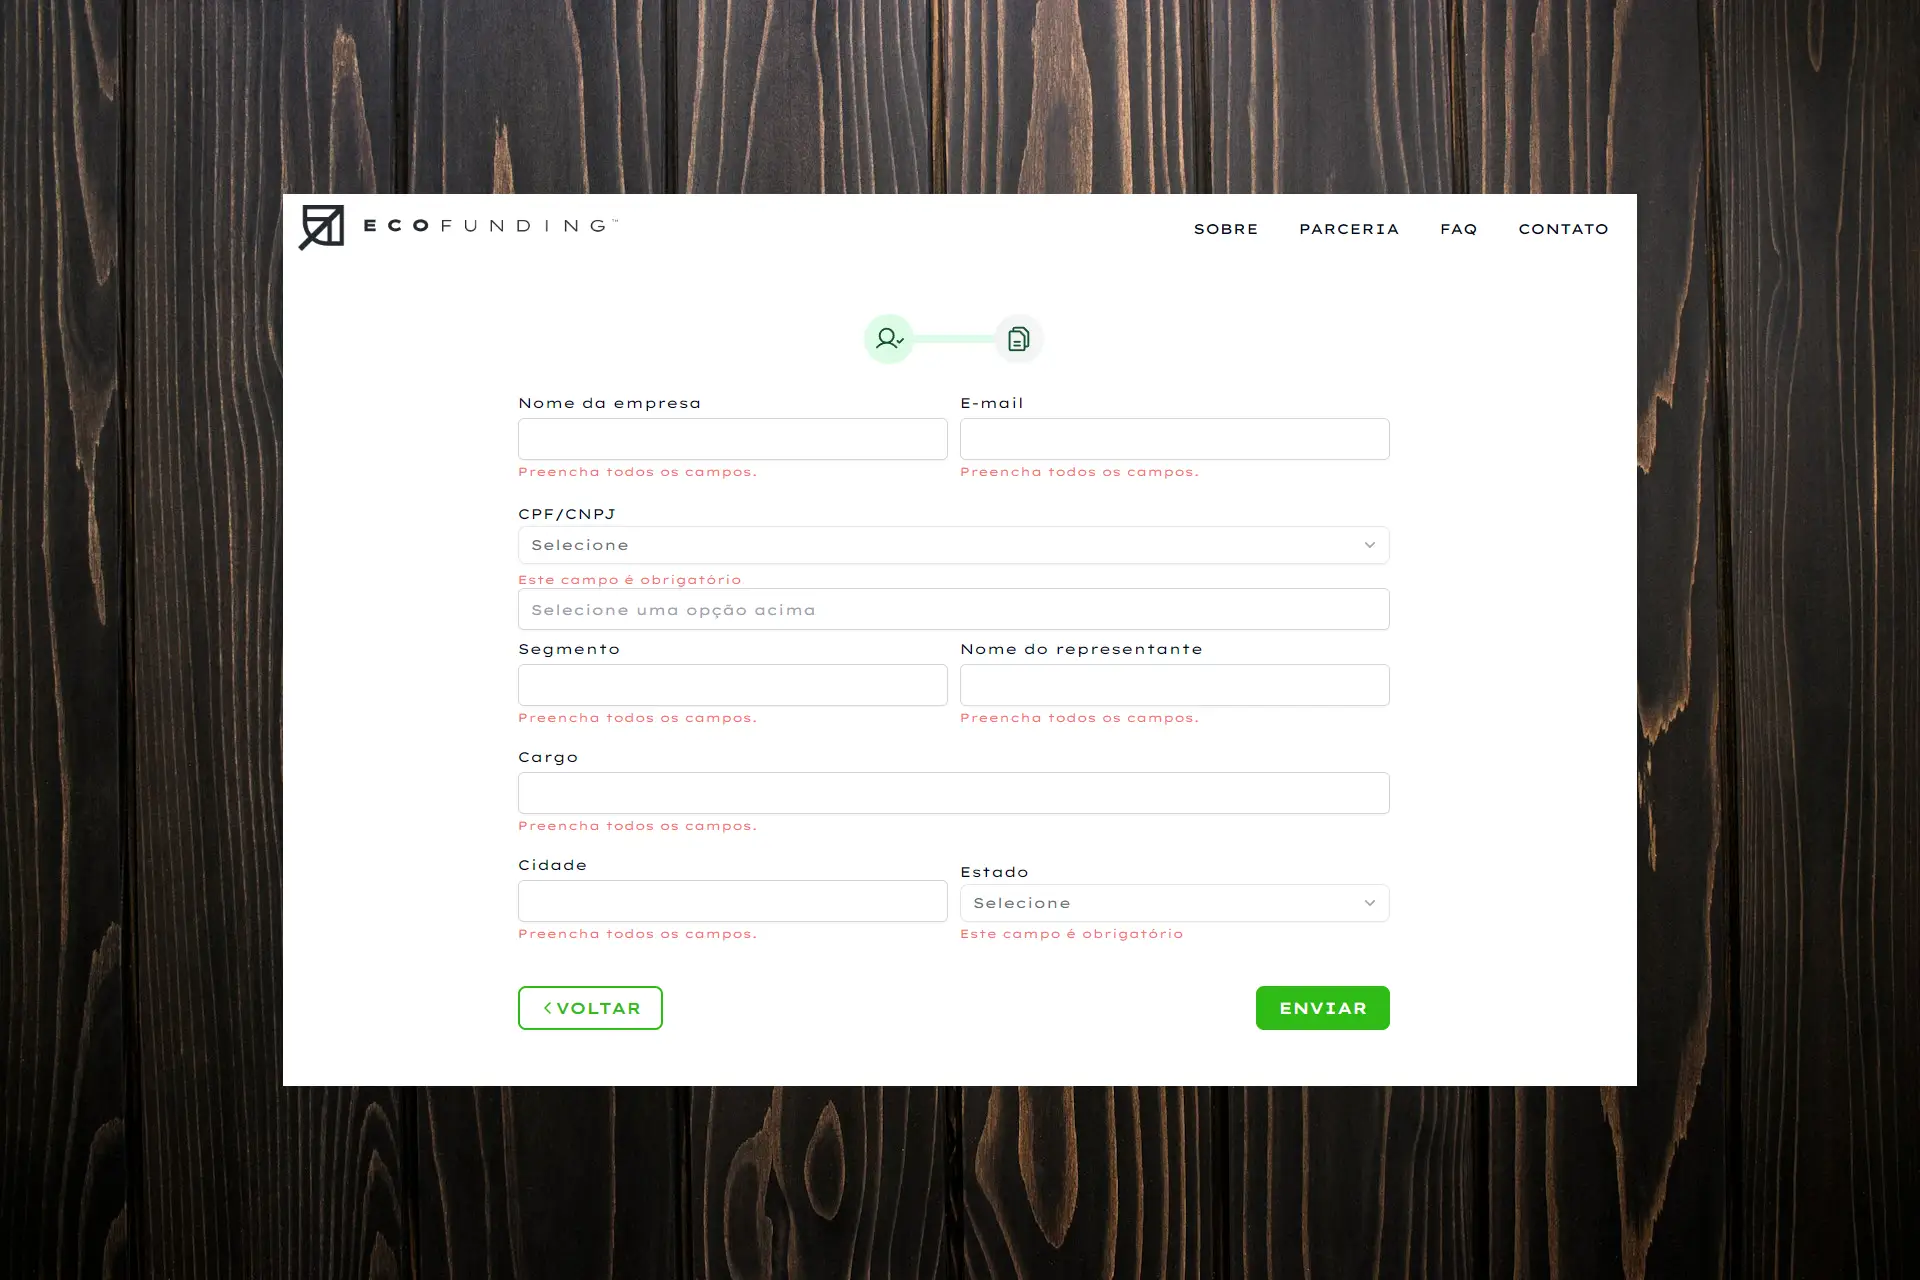 ECOFUNDING™
SOBRE PARCERIA FAQ CONTATO
Nome da empresa E-mail
Preencha todos os campos. Preencha todos os campos.
CPF/CNPJ
Selecione
Este campo é obrigatório
Selecione uma opção acima
Segmento Nome do representante
Preencha todos os campos. Preencha todos os campos.
Cargo
Preencha todos os campos.
Cidade Estado
Selecione
Preencha todos os campos. Este campo é obrigatório
VOLTAR ENVIAR